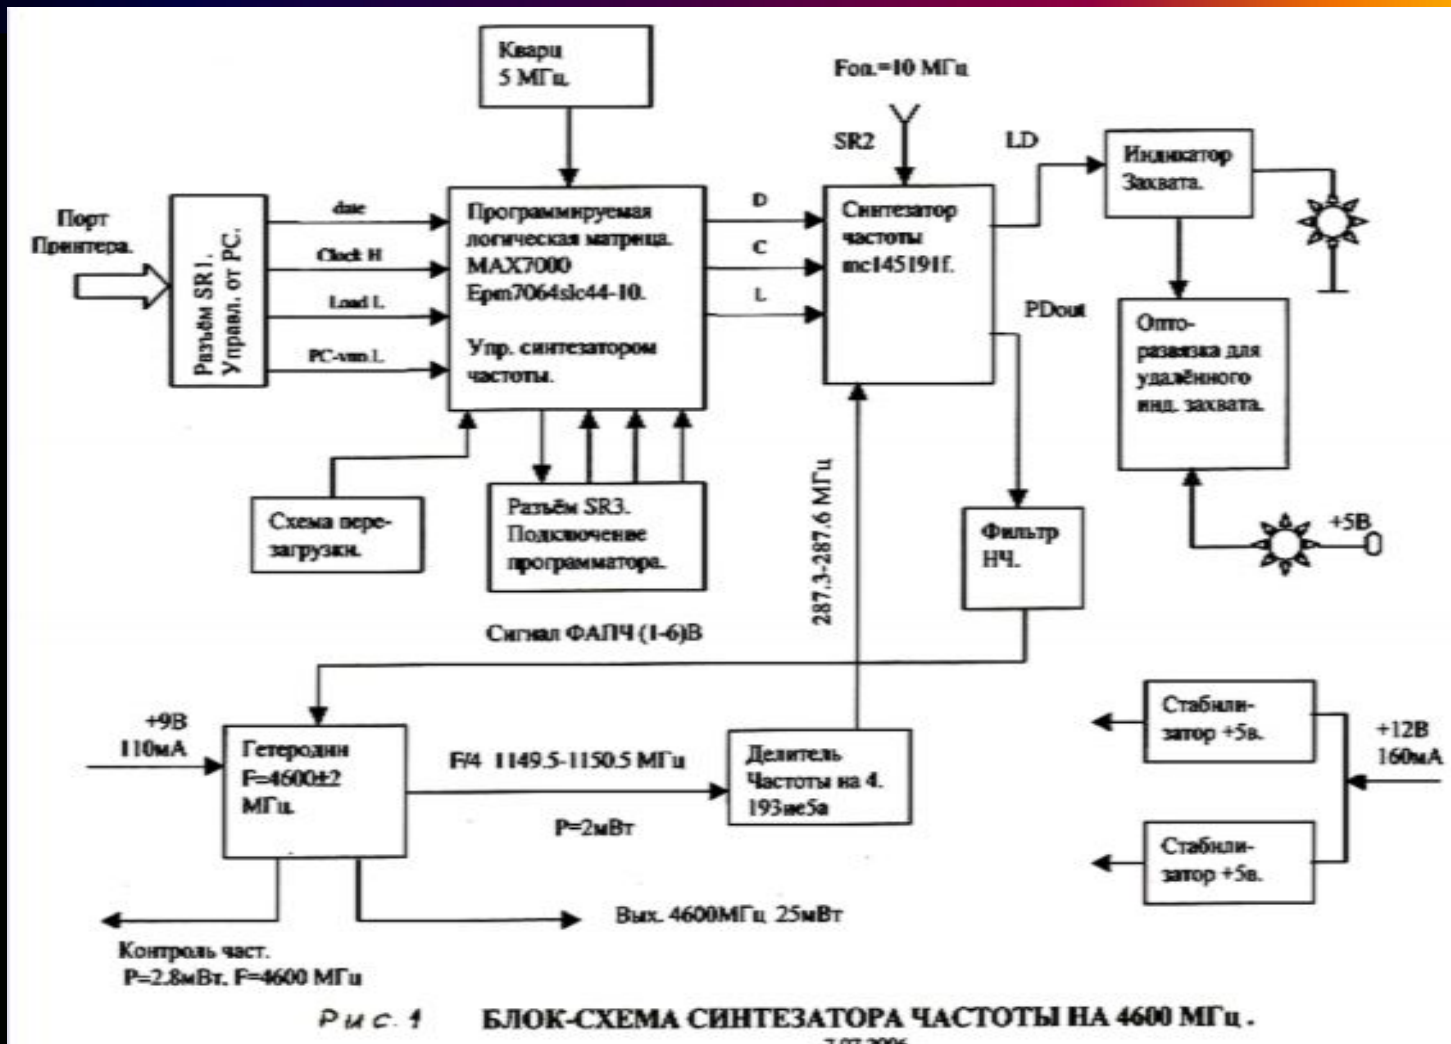 Кварц
5 МГц.
Fоп.=10 МГц
SR2
LD
Индикатор
Захвата.
Порт
Принтера.
Разъём SR1.
Управл. от PC.
date
Clock H
Load L
Программируемая
логическая матрица.
MAX7000
Epm7064slc44-10.
Упр. синтезатором
частоты.
D
C
L
Синтезатор
частоты
mc145191f.
PDout
Опто-
развязка для
удалённого
инд. захвата.
+5В
Схема пере-
загрузки.
Разъём SR3.
Подключение
программатора.
287.3-287.6 МГц
Фильтр
НЧ.
Сигнал ФАПЧ (1-6)В
+9В
110мА
Гетеродин
F=4600±2
МГц.
F/4 1149.5-1150.5 МГц
P=2мВт
Делитель
Частоты на 4.
193ие5а
Стабили-
затор +5в.
+12В
160мА
Стабили-
затор +5в.
Вых. 4600МГц 25мВт
Контроль част.
P=2.8мВт. F=4600 МГц
Рис. 1 БЛОК-СХЕМА СИНТЕЗАТОРА ЧАСТОТЫ НА 4600 МГц .